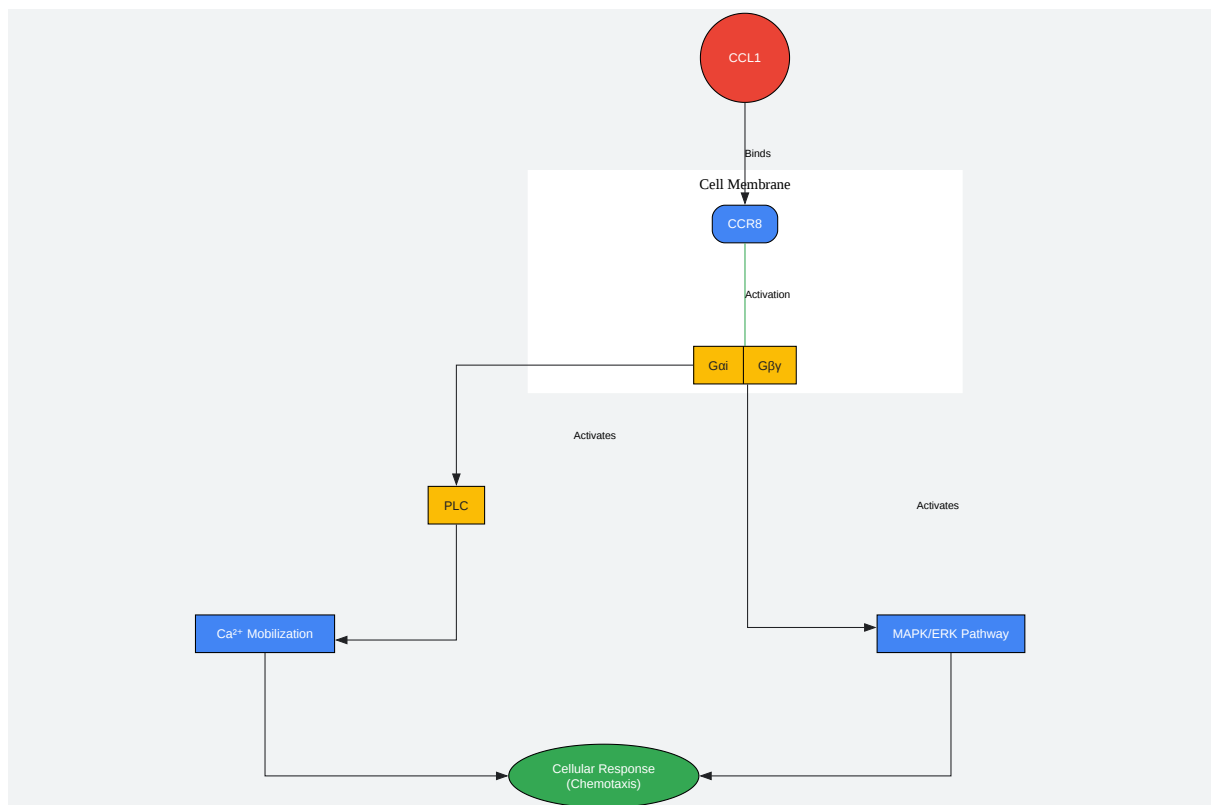 CCL1
Binds
Cell Membrane
CCR8
Activation
Gαi
Gβγ
Activates
PLC
Activates
Ca²⁺ Mobilization
MAPK/ERK Pathway
Cellular Response
(Chemotaxis)